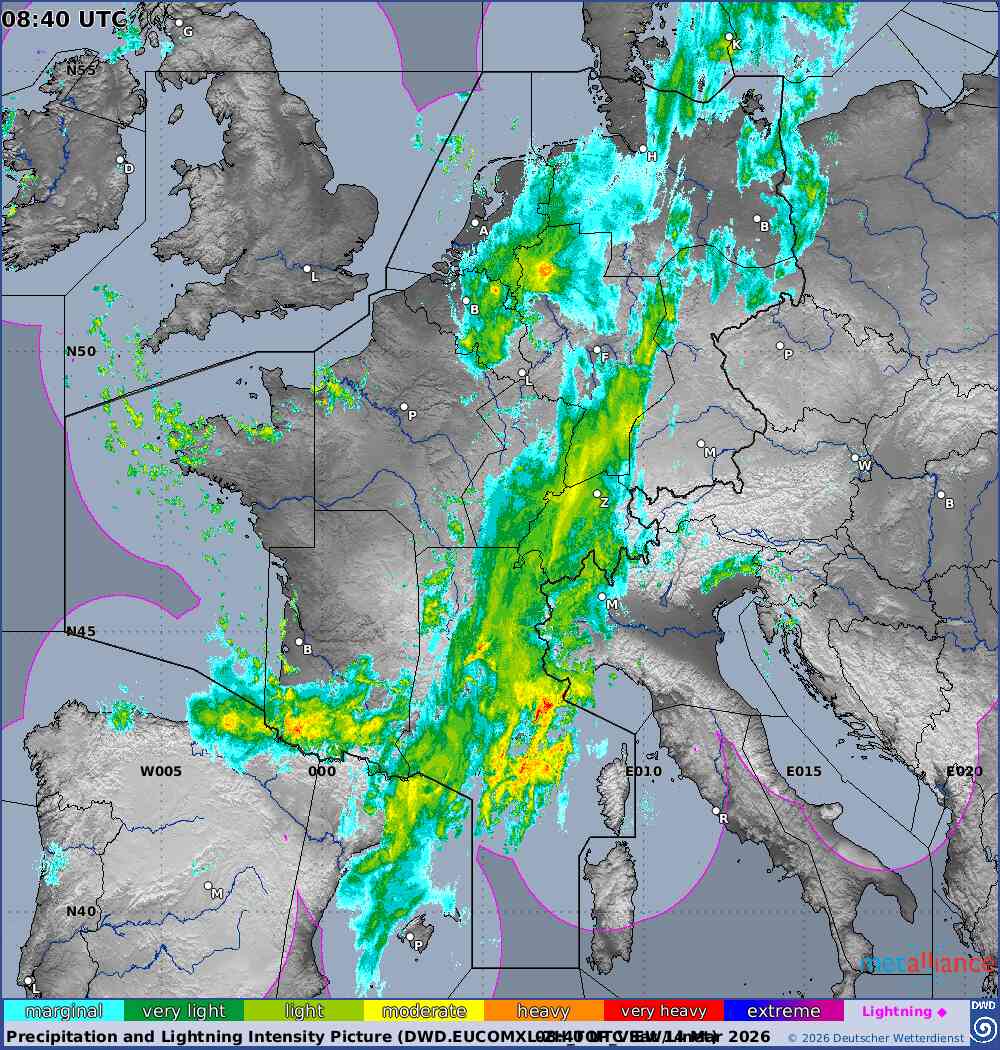 08:40 UTC
G
K
N55
H
D
A
B
L
B
N50
P
F
L
P
M
W
Z
B
M
N45
B
W005
000
E010
E015
E020
R
M
N40
P
L
metalliance
marginal very light light moderate heavy very heavy extreme Lightning ◆ DWD
Precipitation and Lightning Intensity Picture (DWD.EUCOMXL
2026 © 2026 Deutscher Wetterdienst